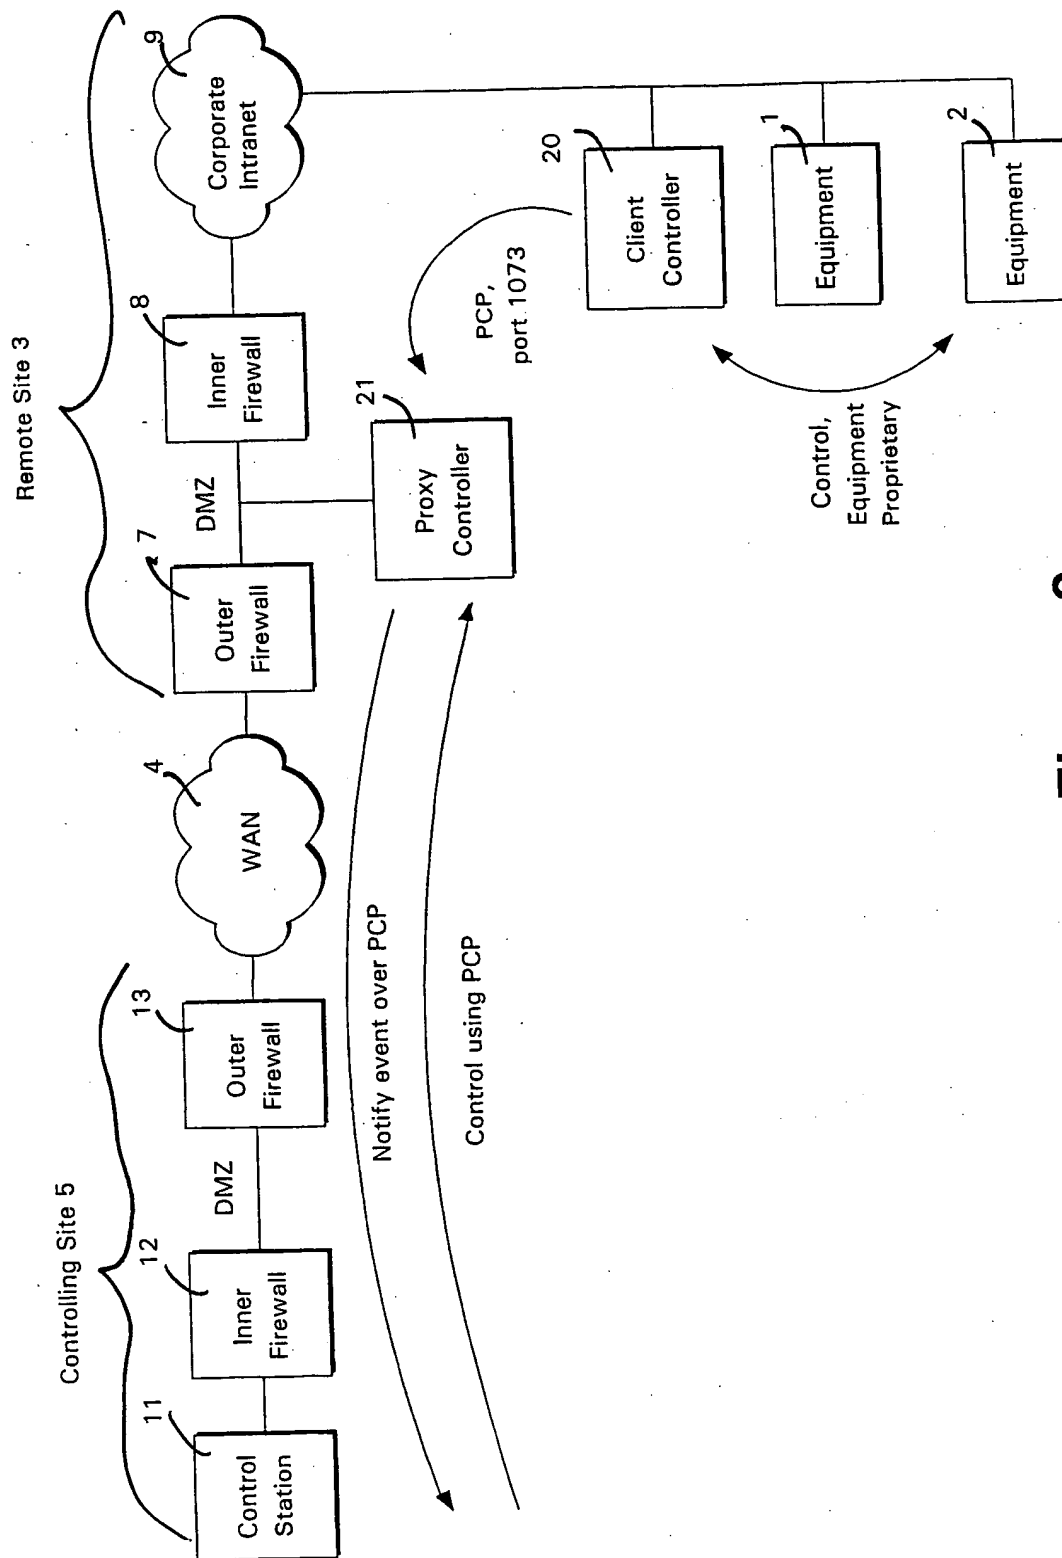 Controlling Site 5
Remote Site 3
11
Control
Station
12
Inner
Firewall
DMZ
13
Outer
Firewall
4
WAN
7
Outer
Firewall
DMZ
8
Inner
Firewall
9
Corporate
Intranet
21
Proxy
Controller
Notify event over PCP
Control using PCP
PCP,
port 1073
20
Client
Controller
1
Equipment
2
Equipment
Control,
Equipment
Proprietary